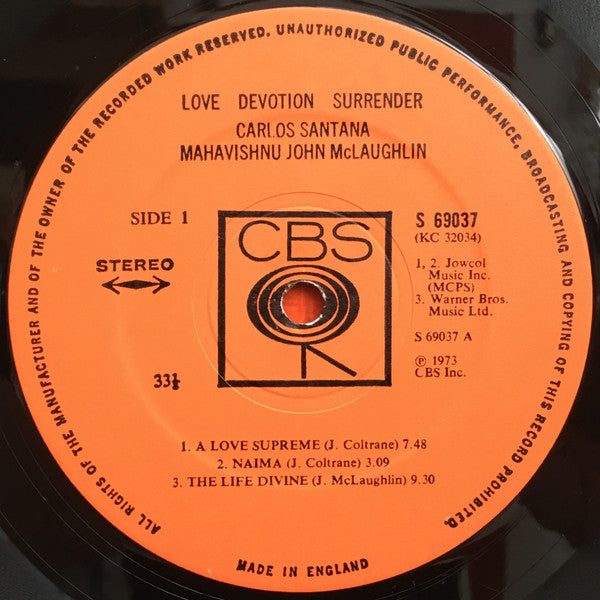 ALL RIGHTS OF THE MANUFACTURER AND OF THE OWNER OF THE RECORDED WORK RESERVED. UNAUTHORIZED PUBLIC PERFORMANCE, BROADCASTING AND COPYING OF THIS RECORD PROHIBITED.
LOVE DEVOTION SURRENDER
CARLOS SANTANA
MAHAVISHNU JOHN McLAUGHLIN
SIDE 1
STEREO
33⅓
CBS
S 69037
(KC 32034)
1, 2. Jowcol
Music Inc.
(MCPS)
3. Warner Bros.
Music Ltd.
S 69037 A
℗ 1973
CBS Inc.
1. A LOVE SUPREME (J. Coltrane) 7.48
2. NAIMA (J. Coltrane) 3.09
3. THE LIFE DIVINE (J. McLaughlin) 9.30
MADE IN ENGLAND